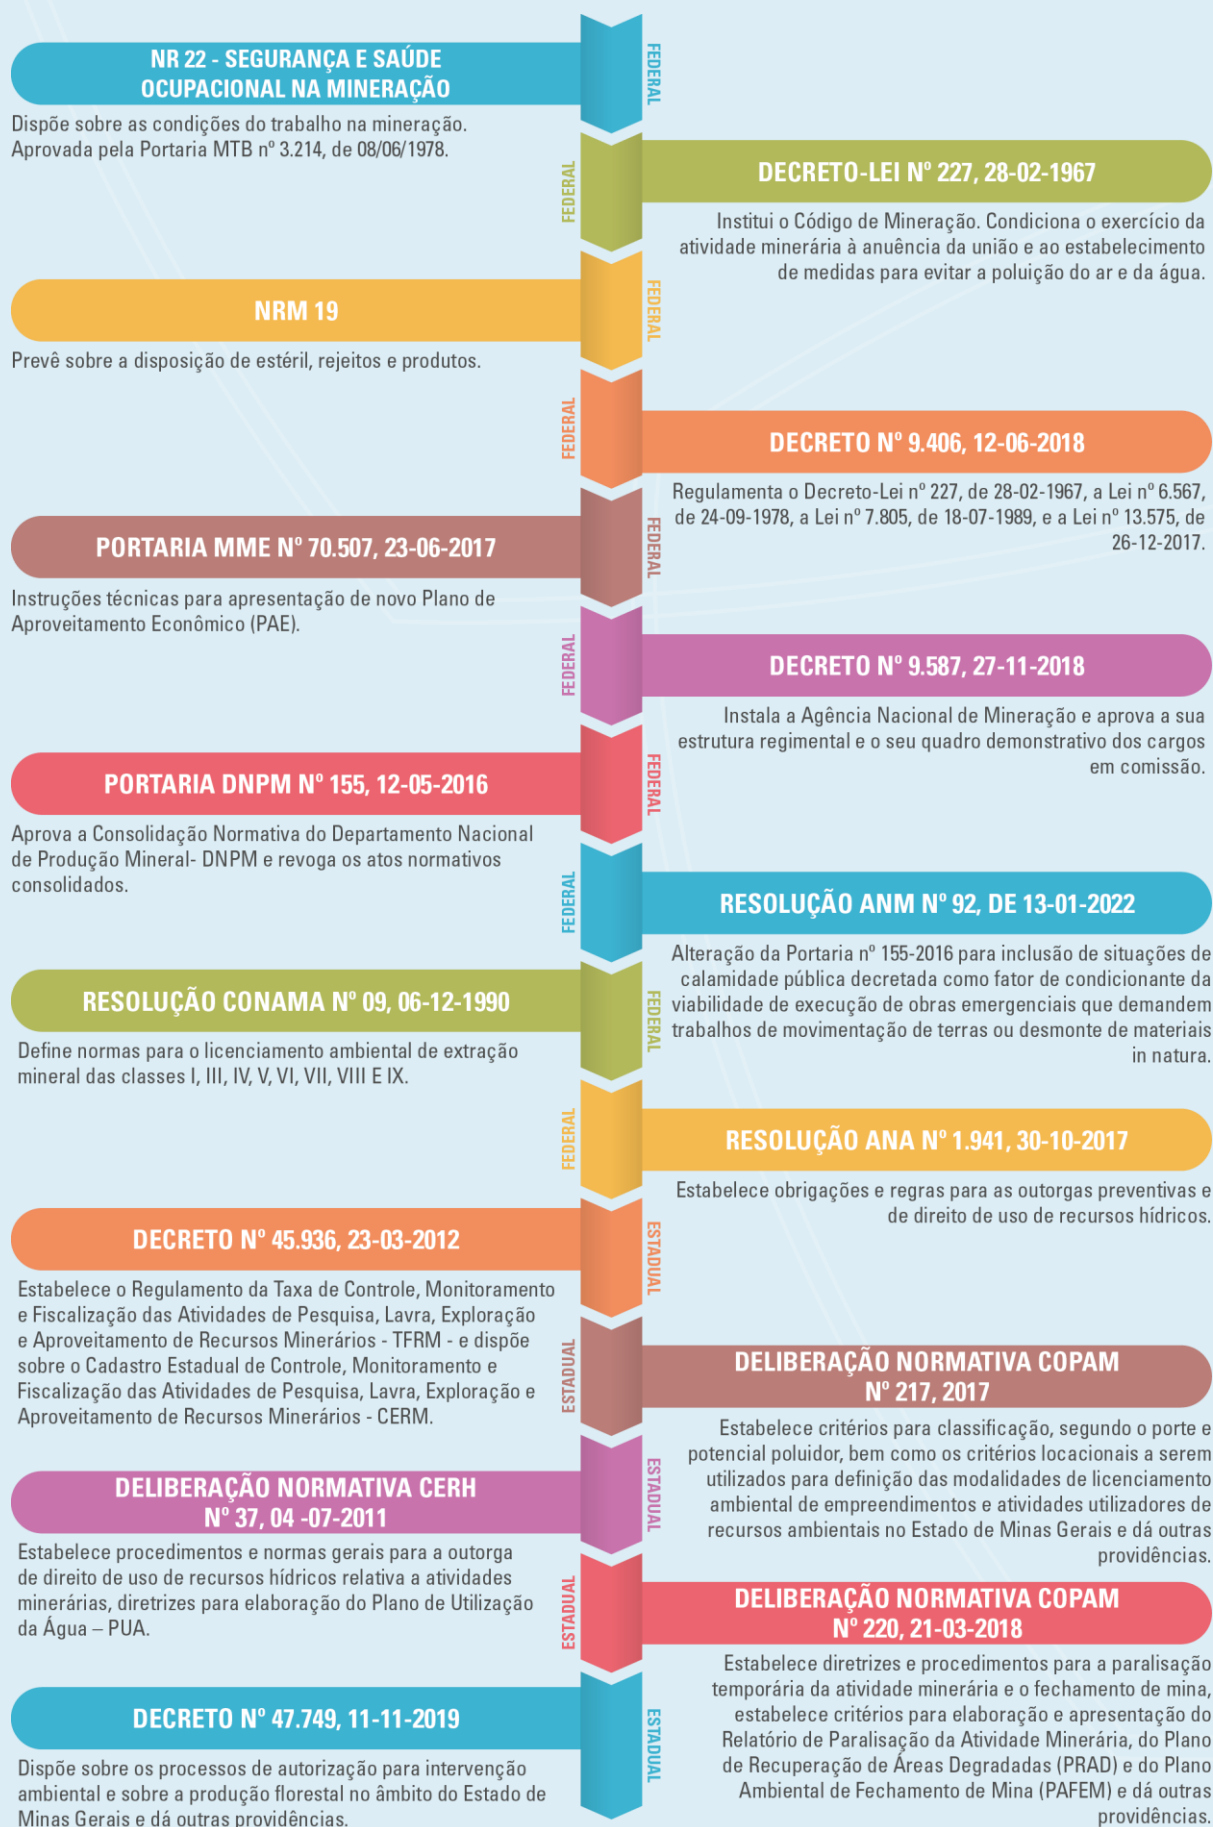 FEDERAL
NR 22 - SEGURANÇA E SAÚDE
OCUPACIONAL NA MINERAÇÃO
Dispõe sobre as condições do trabalho na mineração.
Aprovada pela Portaria MTB nº 3.214, de 08/06/1978.
FEDERAL
DECRETO-LEI Nº 227, 28-02-1967
Institui o Código de Mineração. Condiciona o exercício da
atividade minerária à anuência da união e ao estabelecimento
de medidas para evitar a poluição do ar e da água.
FEDERAL
NRM 19
Prevê sobre a disposição de estéril, rejeitos e produtos.
FEDERAL
DECRETO Nº 9.406, 12-06-2018
Regulamenta o Decreto-Lei nº 227, de 28-02-1967, a Lei nº 6.567,
de 24-09-1978, a Lei nº 7.805, de 18-07-1989, e a Lei nº 13.575, de
26-12-2017.
FEDERAL
PORTARIA MME Nº 70.507, 23-06-2017
Instruções técnicas para apresentação de novo Plano de
Aproveitamento Econômico (PAE).
FEDERAL
DECRETO Nº 9.587, 27-11-2018
Instala a Agência Nacional de Mineração e aprova a sua
estrutura regimental e o seu quadro demonstrativo dos cargos
em comissão.
FEDERAL
PORTARIA DNPM Nº 155, 12-05-2016
Aprova a Consolidação Normativa do Departamento Nacional
de Produção Mineral- DNPM e revoga os atos normativos
consolidados.
FEDERAL
RESOLUÇÃO ANM Nº 92, DE 13-01-2022
Alteração da Portaria nº 155-2016 para inclusão de situações de
calamidade pública decretada como fator de condicionante da
viabilidade de execução de obras emergenciais que demandem
trabalhos de movimentação de terras ou desmonte de materiais
in natura.
FEDERAL
RESOLUÇÃO CONAMA Nº 09, 06-12-1990
Define normas para o licenciamento ambiental de extração
mineral das classes I, III, IV, V, VI, VII, VIII E IX.
FEDERAL
RESOLUÇÃO ANA Nº 1.941, 30-10-2017
Estabelece obrigações e regras para as outorgas preventivas e
de direito de uso de recursos hídricos.
ESTADUAL
DECRETO Nº 45.936, 23-03-2012
Estabelece o Regulamento da Taxa de Controle, Monitoramento
e Fiscalização das Atividades de Pesquisa, Lavra, Exploração
e Aproveitamento de Recursos Minerários - TFRM - e dispõe
sobre o Cadastro Estadual de Controle, Monitoramento e
Fiscalização das Atividades de Pesquisa, Lavra, Exploração e
Aproveitamento de Recursos Minerários - CERM.
ESTADUAL
DELIBERAÇÃO NORMATIVA COPAM
Nº 217, 2017
Estabelece critérios para classificação, segundo o porte e
potencial poluidor, bem como os critérios locacionais a serem
utilizados para definição das modalidades de licenciamento
ambiental de empreendimentos e atividades utilizadores de
recursos ambientais no Estado de Minas Gerais e dá outras
providências.
ESTADUAL
DELIBERAÇÃO NORMATIVA CERH
Nº 37, 04 -07-2011
Estabelece procedimentos e normas gerais para a outorga
de direito de uso de recursos hídricos relativa a atividades
minerárias, diretrizes para elaboração do Plano de Utilização
da Água – PUA.
ESTADUAL
DELIBERAÇÃO NORMATIVA COPAM
Nº 220, 21-03-2018
Estabelece diretrizes e procedimentos para a paralisação
temporária da atividade minerária e o fechamento de mina,
estabelece critérios para elaboração e apresentação do
Relatório de Paralisação da Atividade Minerária, do Plano
de Recuperação de Áreas Degradadas (PRAD) e do Plano
Ambiental de Fechamento de Mina (PAFEM) e dá outras
providências.
ESTADUAL
DECRETO Nº 47.749, 11-11-2019
Dispõe sobre os processos de autorização para intervenção
ambiental e sobre a produção florestal no âmbito do Estado de
Minas Gerais e dá outras providências.